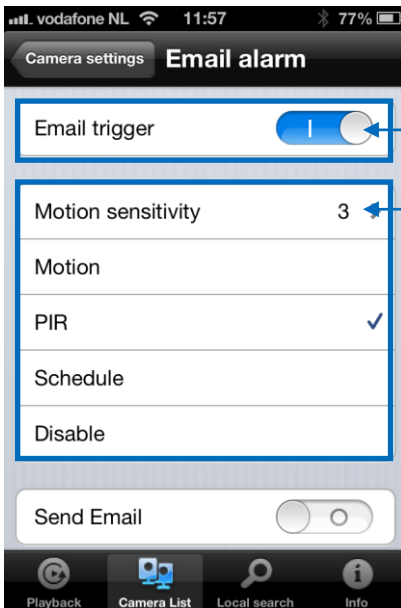 vodafone NL 11:57 77%
Camera settings Email alarm
Email trigger
Motion sensitivity 3
Motion
PIR
Schedule
Disable
Send Email
Playback Camera List Local search Info